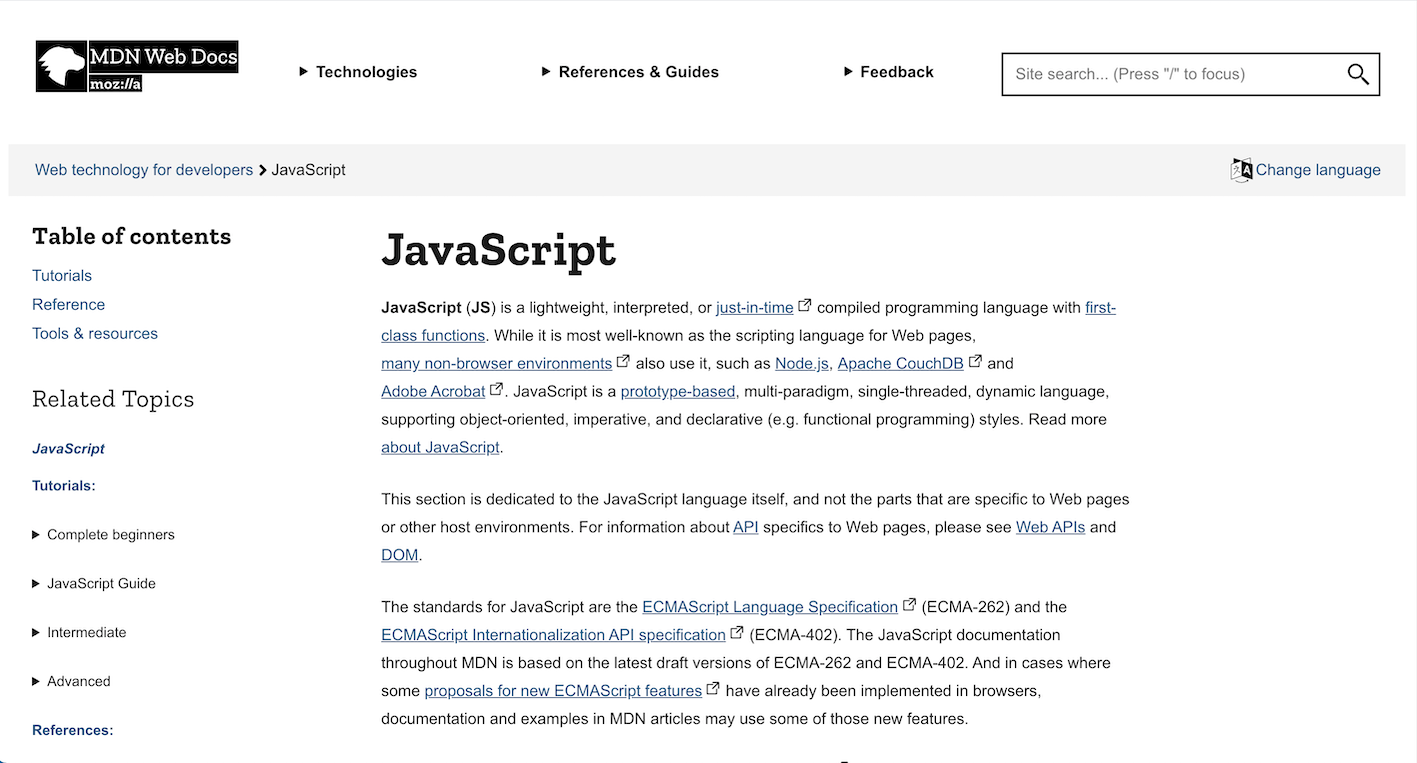 MDN Web Docs
moz://a
Technologies
References & Guides
Feedback
Site search... (Press "/" to focus)
Web technology for developers
JavaScript
Change language
Table of contents
Tutorials
Reference
Tools & resources
Related Topics
JavaScript
Tutorials:
Complete beginners
JavaScript Guide
Intermediate
Advanced
References:
JavaScript
JavaScript (JS) is a lightweight, interpreted, or just-in-time compiled programming language with first-
class functions. While it is most well-known as the scripting language for Web pages,
many non-browser environments also use it, such as Node.js, Apache CouchDB and
Adobe Acrobat. JavaScript is a prototype-based, multi-paradigm, single-threaded, dynamic language,
supporting object-oriented, imperative, and declarative (e.g. functional programming) styles. Read more
about JavaScript.
This section is dedicated to the JavaScript language itself, and not the parts that are specific to Web pages
or other host environments. For information about API specifics to Web pages, please see Web APIs and
DOM.
The standards for JavaScript are the ECMAScript Language Specification (ECMA-262) and the
ECMAScript Internationalization API specification (ECMA-402). The JavaScript documentation
throughout MDN is based on the latest draft versions of ECMA-262 and ECMA-402. And in cases where
some proposals for new ECMAScript features have already been implemented in browsers,
documentation and examples in MDN articles may use some of those new features.